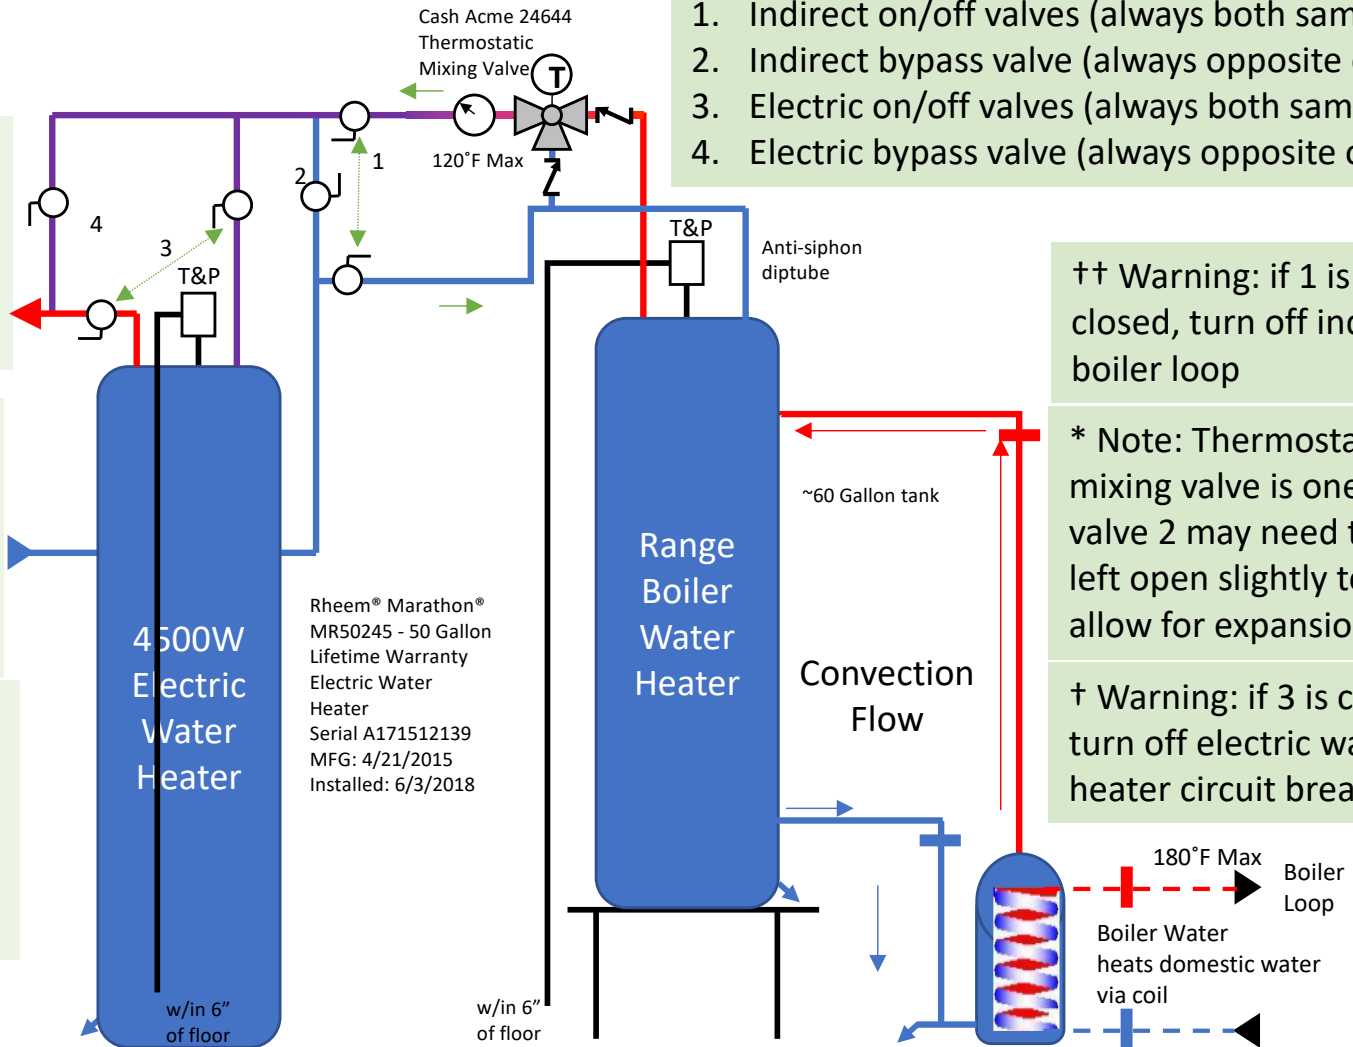 Cash Acme 24644
Thermostatic
Mixing Valve
T
1. Indirect on/off valves (always both sam
2. Indirect bypass valve (always opposite
3. Electric on/off valves (always both sam
4. Electric bypass valve (always opposite
120°F Max
1
2
3
4
T&P
T&P
Anti-siphon
diptube
†† Warning: if 1 is
closed, turn off ind
boiler loop
* Note: Thermosta
mixing valve is one
valve 2 may need t
left open slightly to
allow for expansio
† Warning: if 3 is c
turn off electric wa
heater circuit brea
~60 Gallon tank
Range
Boiler
Water
Heater
4500W
Electric
Water
Heater
Rheem® Marathon®
MR50245 - 50 Gallon
Lifetime Warranty
Electric Water
Heater
Serial A171512139
MFG: 4/21/2015
Installed: 6/3/2018
Convection
Flow
180°F Max
Boiler
Loop
Boiler Water
heats domestic water
via coil
w/in 6”
of floor
w/in 6”
of floor